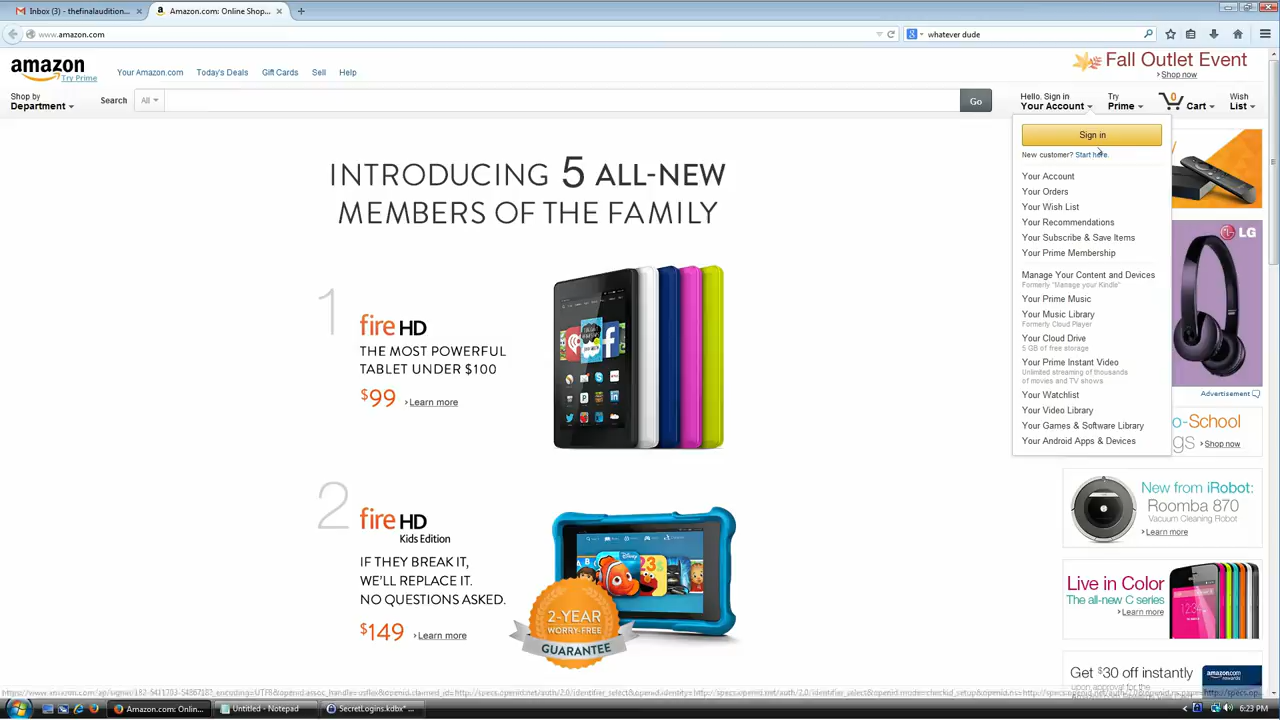 Inbox (3) - thefinalaudition...
Amazon.com: Online Shop...
www.amazon.com
whatever dude
amazon
Try Prime
Your Amazon.com
Today's Deals
Gift Cards
Sell
Help
Fall Outlet Event
Shop now
Shop by
Department
Search
All
Go
Hello. Sign in
Your Account
Try
Prime
0
Cart
Wish
List
Sign in
New customer? Start here.
Your Account
Your Orders
Your Wish List
Your Recommendations
Your Subscribe & Save Items
Your Prime Membership
Manage Your Content and Devices
Formerly "Manage your Kindle"
Your Prime Music
Your Music Library
Formerly Cloud Player
Your Cloud Drive
5 GB of free storage
Your Prime Instant Video
Unlimited streaming of thousands
of movies and TV shows
Your Watchlist
Your Video Library
Your Games & Software Library
Your Android Apps & Devices
INTRODUCING 5 ALL-NEW
MEMBERS OF THE FAMILY
1
fire HD
THE MOST POWERFUL
TABLET UNDER $100
$99
Learn more
2
fire HD
Kids Edition
IF THEY BREAK IT,
WE'LL REPLACE IT.
NO QUESTIONS ASKED.
$149
Learn more
2-YEAR
WORRY-FREE
GUARANTEE
LG
Advertisement
o-School
gs
Shop now
New from iRobot:
Roomba 870
Vacuum Cleaning Robot
Learn more
Live in Color
The all-new C series
Learn more
Get $30 off instantly
amazon.com
Amazon.com: Onlin...
Untitled - Notepad
SecretLogins.kdbx* ...
6:23 PM